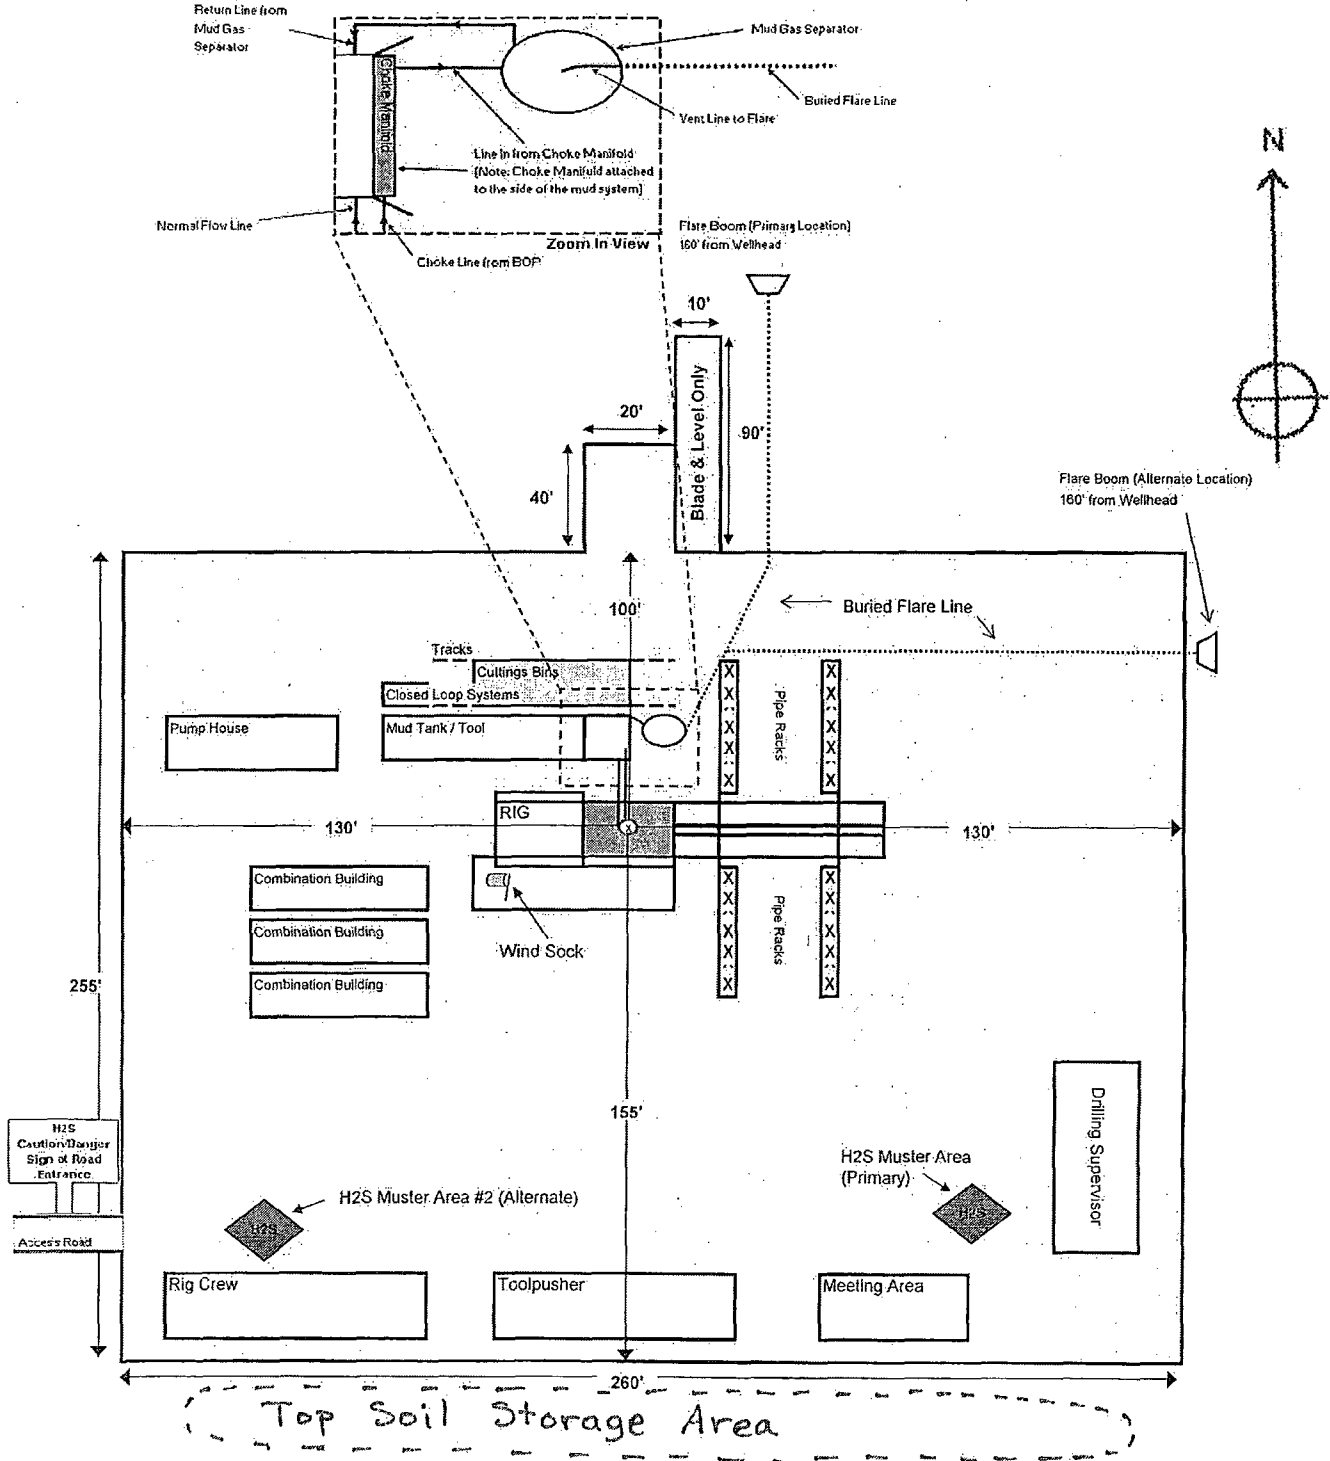 Return Line from
Mud Gas
Separator
Mud Gas Separator
Choke Manifold
Buried Flare Line
Vent Line to Flare
N
Line In from Choke Manifold
(Note: Choke Manifold attached
to the side of the mud system)
Normal Flow Line
Choke Line from BOP
Zoom In View
Flare Boom (Primary Location)
160' from Wellhead
10'
Blade & Level Only
20'
90'
40'
Flare Boom (Alternate Location)
160' from Wellhead
100'
Buried Flare Line
Tracks
Cuttings Bins
Closed Loop Systems
Pump House
Mud Tank / Tool
X
X
X
X
X
Pipe Racks
X
X
X
X
X
RIG
130'
X
130'
Combination Building
Combination Building
Combination Building
Wind Sock
X
X
X
X
X
Pipe Racks
X
X
X
X
X
255'
155'
H2S
Caution/Danger
Sign at Road
Entrance
Access Road
H2S Muster Area #2 (Alternate)
H2S
H2S Muster Area
(Primary)
H2S
Drilling Supervisor
Rig Crew
Toolpusher
Meeting Area
260'
Top Soil Storage Area